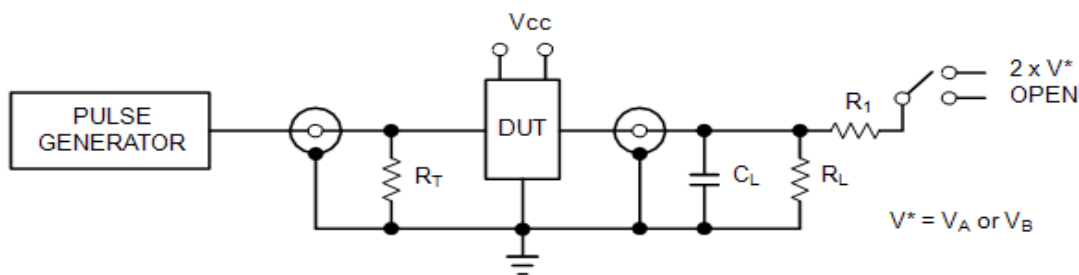 Vcc
2 x V*
OPEN
PULSE
GENERATOR
DUT
R1
RT
CL
RL
V* = VA or VB